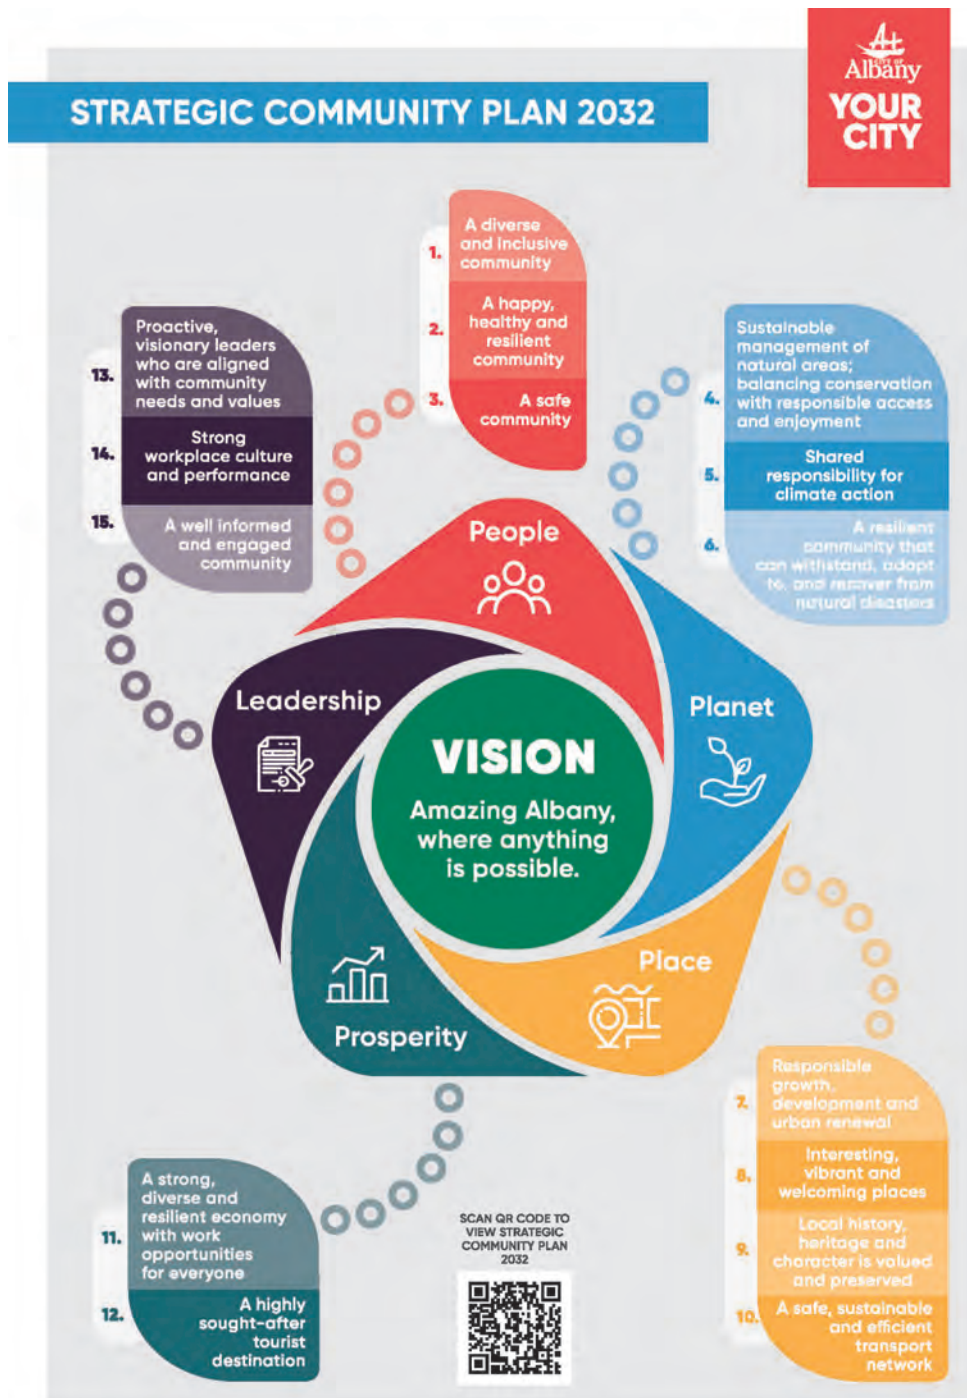 CITY OF
Albany
YOUR
CITY
STRATEGIC COMMUNITY PLAN 2032
1.
A diverse
and inclusive
community
2.
A happy,
healthy and
resilient
community
3.
A safe
community
4.
Sustainable
management of
natural areas;
balancing conservation
with responsible access
and enjoyment
5.
Shared
responsibility for
climate action
6.
A resilient
community that
can withstand, adapt
to, and recover from
natural disasters
13.
Proactive,
visionary leaders
who are aligned
with community
needs and values
14.
Strong
workplace culture
and performance
15.
A well informed
and engaged
community
People
Leadership
Planet
VISION
Amazing Albany,
where anything
is possible.
Place
Prosperity
7.
Responsible
growth,
development and
urban renewal
8.
Interesting,
vibrant and
welcoming places
9.
Local history,
heritage and
character is valued
and preserved
10.
A safe, sustainable
and efficient
transport
network
11.
A strong,
diverse and
resilient economy
with work
opportunities
for everyone
12.
A highly
sought-after
tourist
destination
SCAN QR CODE TO
VIEW STRATEGIC
COMMUNITY PLAN
2032